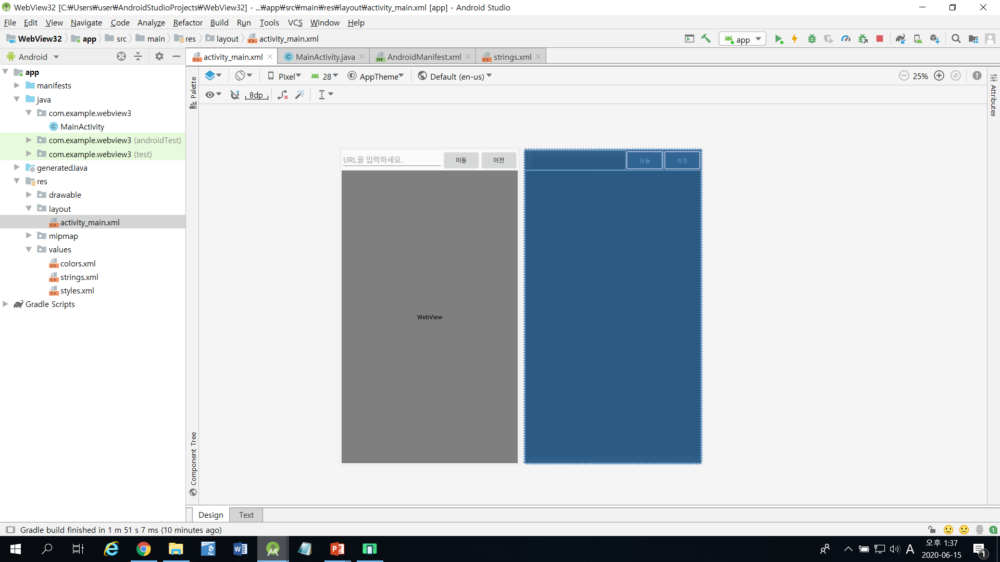 WebView32 [C:₩Users₩user₩AndroidStudioProjects₩WebView32] - ...₩app₩src₩main₩res₩layout₩activity_main.xml [app] - Android Studio
File Edit View Navigate Code Analyze Refactor Build Run Tools VCS Window Help
WebView32 app src main res layout activity_main.xml
app
Android
activity_main.xml
MainActivity.java
AndroidManifest.xml
strings.xml
app
manifests
java
com.example.webview3
MainActivity
com.example.webview3 (androidTest)
com.example.webview3 (test)
generatedJava
res
drawable
layout
activity_main.xml
mipmap
values
colors.xml
strings.xml
styles.xml
Gradle Scripts
Palette
Pixel
28
AppTheme
Default (en-us)
25%
8dp
Attributes
URL을 입력하세요.
이동
이전
이동
이전
WebView
Component Tree
Design
Text
Gradle build finished in 1 m 51 s 7 ms (10 minutes ago)
1
A
오후 1:37
2020-06-15
1